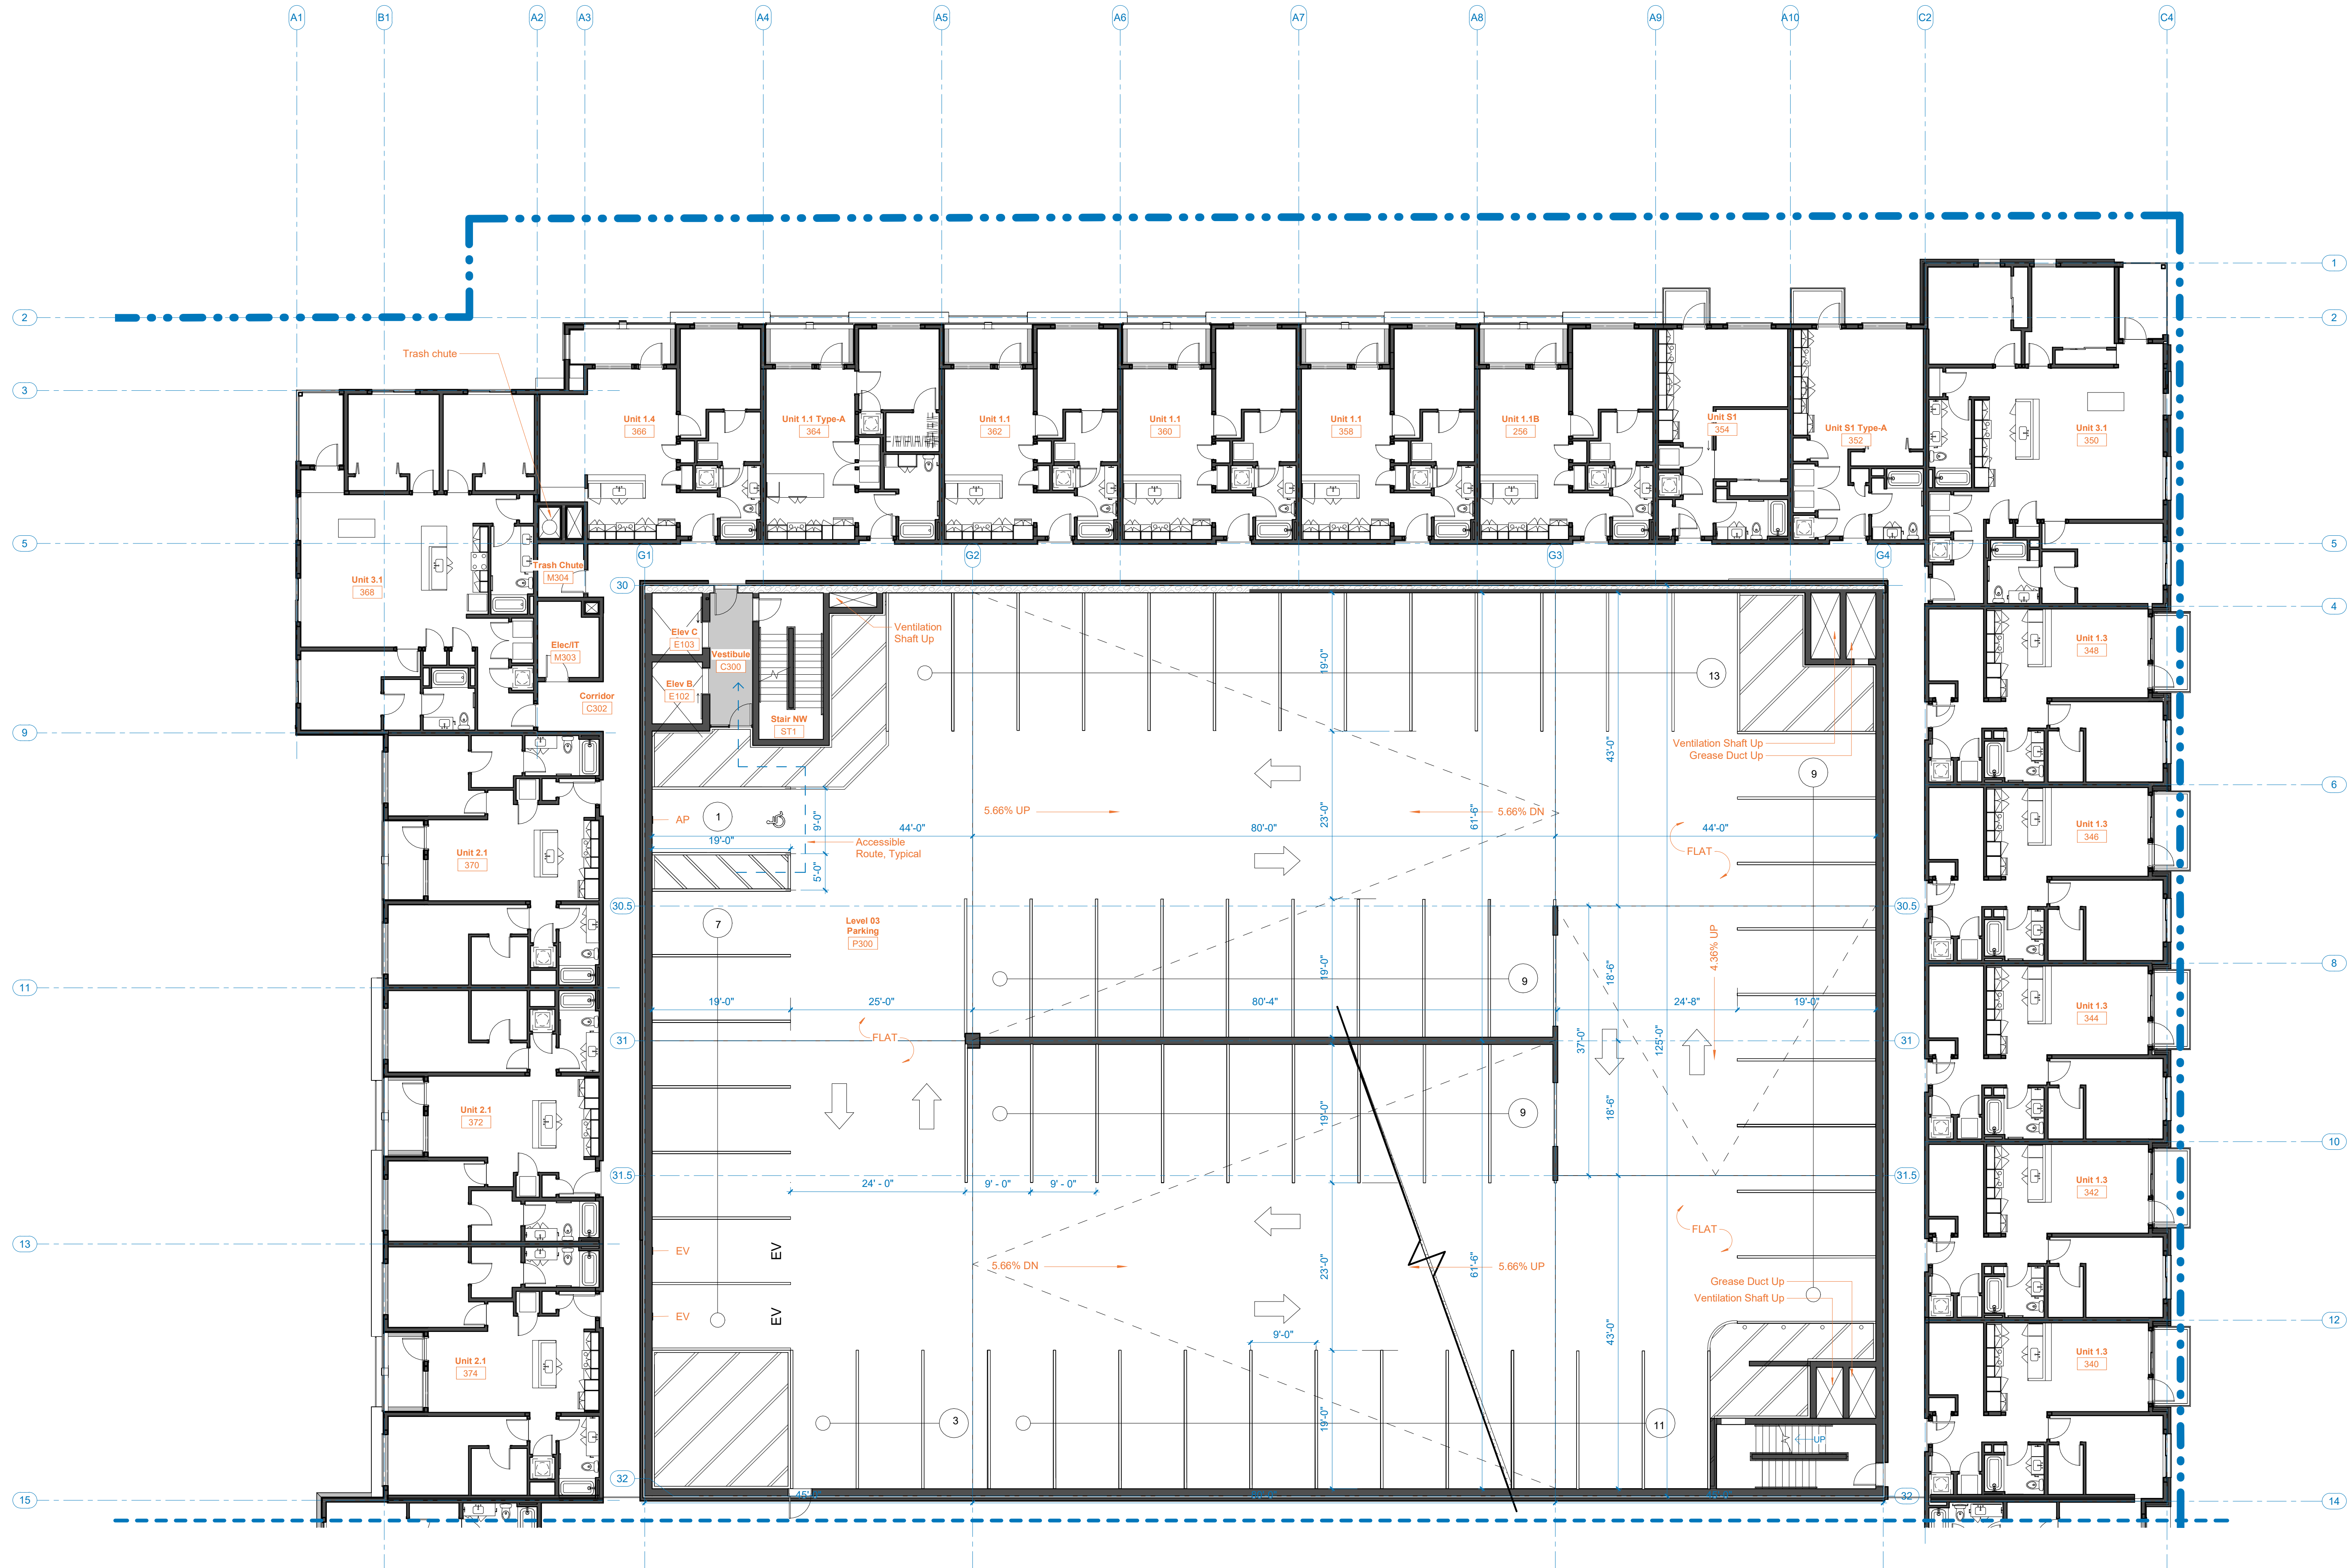 A1
B1
A2
A3
A4
A5
A6
A7
A8
A9
A10
C2
C4
1
2
2
Trash chute
3
Unit 1.4
366
Unit 1.1 Type-A
364
Unit 1.1
362
Unit 1.1
360
Unit 1.1
358
Unit 1.1B
256
Unit S1
354
Unit S1 Type-A
352
Unit 3.1
350
5
5
G1
G2
G3
G4
Trash Chute
M304
Unit 3.1
368
30
4
Elec/IT
M303
Corridor
C302
Elev C
E103
Vestibule
C300
Elev B
E102
Stair NW
ST1
Ventilation
Shaft Up
19'-0"
13
43'-0"
Unit 1.3
348
9
Ventilation Shaft Up
Grease Duct Up
9
6
AP
1
9'-0"
19'-0"
5'-0"
Accessible
Route, Typical
5.66% UP
5.66% DN
44'-0"
80'-0"
44'-0"
23'-0"
61'-6"
FLAT
Unit 2.1
370
Unit 1.3
346
30.5
30.5
7
Level 03
Parking
P300
9
19'-0"
18'-6"
4.36% UP
8
11
19'-0"
25'-0"
80'-4"
24'-8"
19'-0"
Unit 1.3
344
FLAT
31
31
37'-0"
125'-0"
Unit 2.1
372
9
19'-0"
18'-6"
10
31.5
31.5
24' - 0"
9' - 0"
9' - 0"
Unit 1.3
342
13
EV
EV
5.66% DN
5.66% UP
23'-0"
61'-6"
FLAT
Grease Duct Up
Ventilation Shaft Up
EV
EV
12
9'-0"
43'-0"
Unit 2.1
374
Unit 1.3
340
3
19'-0"
11
UP
32
32
15
14